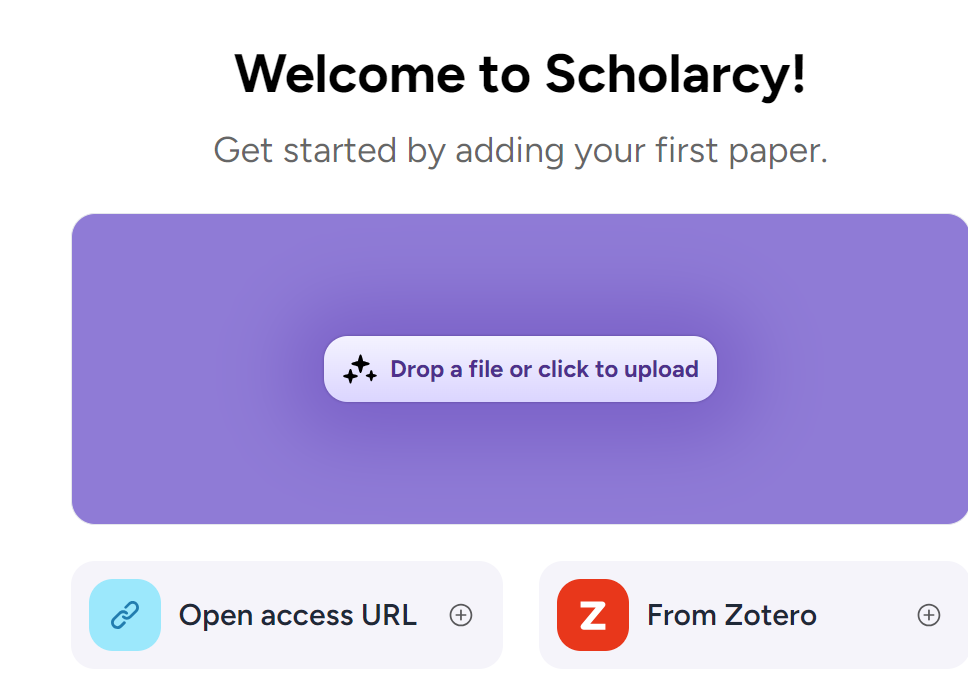 Welcome to Scholarcy!
Get started by adding your first paper.
Drop a file or click to upload
Open access URL
Z From Zotero